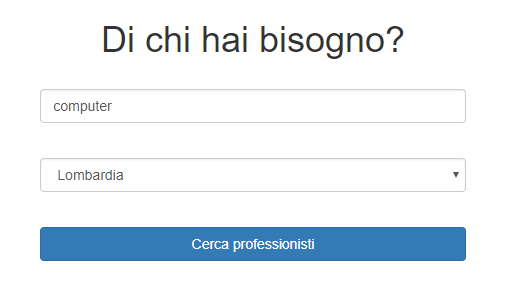 Di chi hai bisogno?
computer
Lombardia
Cerca professionisti